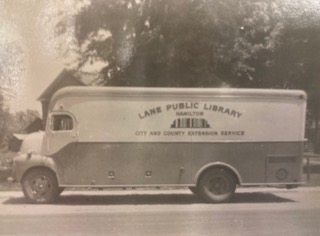 LANE PUBLIC LIBRARY
HAMILTON
CITY AND COUNTY EXTENSION SERVICE